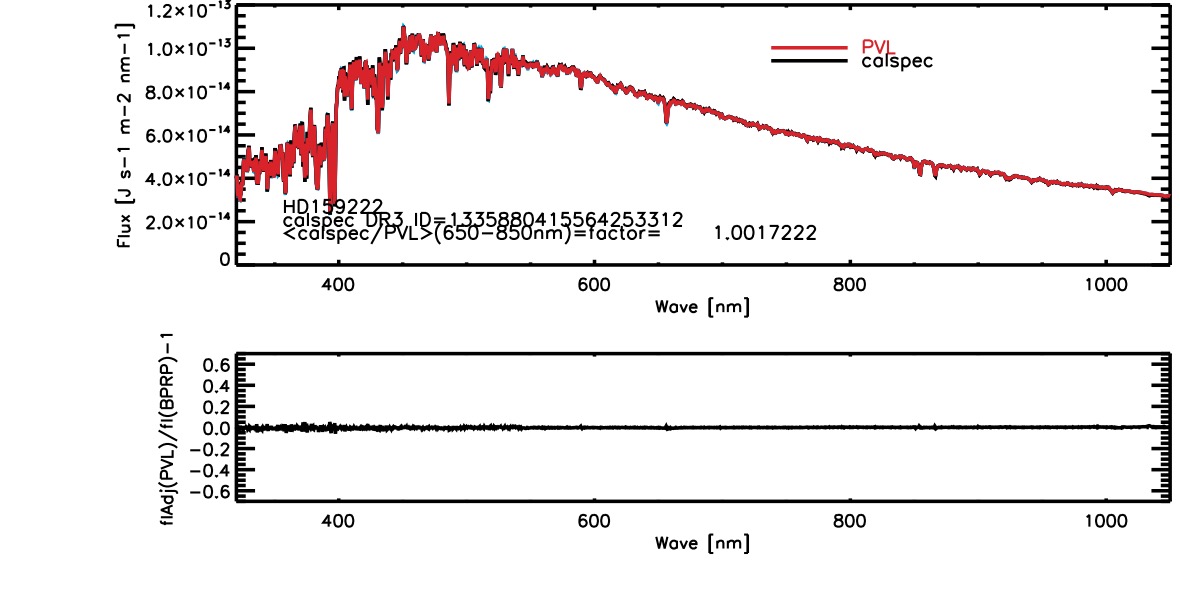 1.2×10−13
1.0×10−13
8.0×10−14
6.0×10−14
4.0×10−14
2.0×10−14
0
Flux [J s−1 m−2 nm−1]
PVL
calspec
HD159222
calspec DR3 ID=1335880415564253312
<calspec/PVL>(650−850nm)=factor= 1.0017222
400 600 800 1000
Wave [nm]
flAdj(PVL)/fl(BPRP)−1
0.6
0.4
0.2
0.0
−0.2
−0.4
−0.6
400 600 800 1000
Wave [nm]